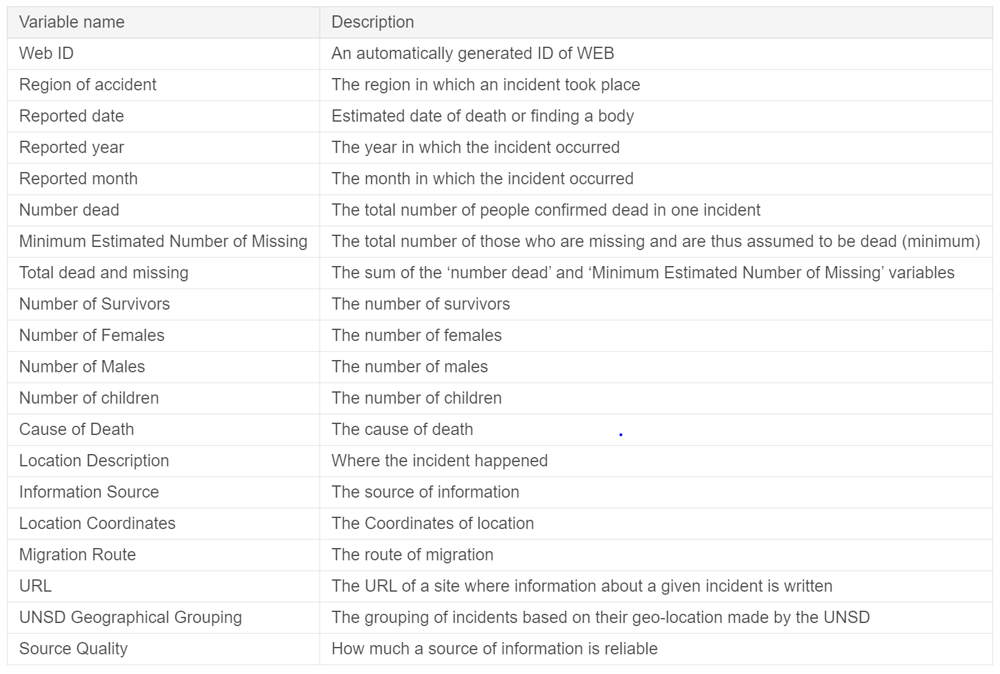 Variable name Description
Web ID An automatically generated ID of WEB
Region of accident The region in which an incident took place
Reported date Estimated date of death or finding a body
Reported year The year in which the incident occurred
Reported month The month in which the incident occurred
Number dead The total number of people confirmed dead in one incident
Minimum Estimated Number of Missing The total number of those who are missing and are thus assumed to be dead (minimum)
Total dead and missing The sum of the ‘number dead’ and ‘Minimum Estimated Number of Missing’ variables
Number of Survivors The number of survivors
Number of Females The number of females
Number of Males The number of males
Number of children The number of children
Cause of Death The cause of death
Location Description Where the incident happened
Information Source The source of information
Location Coordinates The Coordinates of location
Migration Route The route of migration
URL The URL of a site where information about a given incident is written
UNSD Geographical Grouping The grouping of incidents based on their geo-location made by the UNSD
Source Quality How much a source of information is reliable